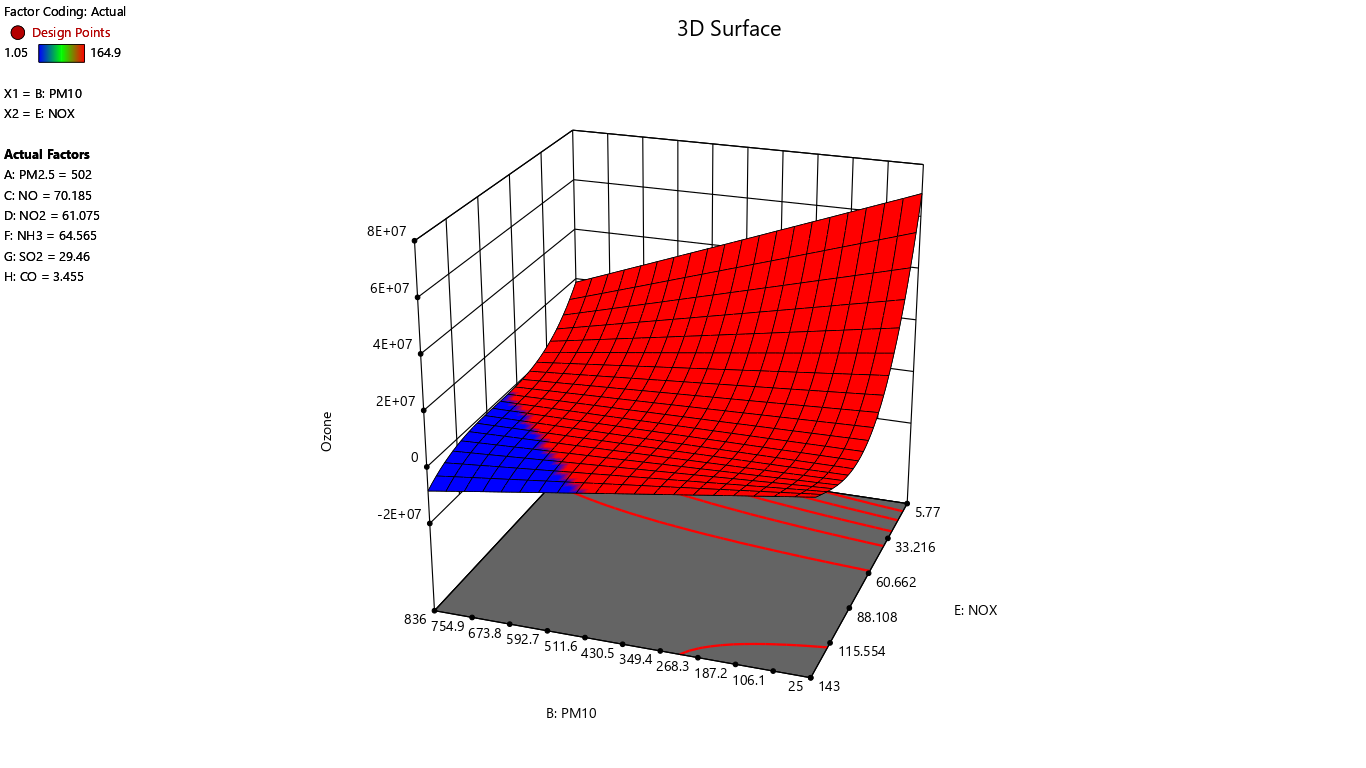 Factor Coding: Actual
3D Surface
Design Points
1.05 164.9
X1 = B: PM10
X2 = E: NOX
Actual Factors
A: PM2.5 = 502
C: NO = 70.185
D: NO2 = 61.075
F: NH3 = 64.565
G: SO2 = 29.46
H: CO = 3.455
8E+07
6E+07
4E+07
2E+07
0
-2E+07
Ozone
5.77
33.216
60.662
88.108
115.554
143
E: NOX
836
754.9
673.8
592.7
511.6
430.5
349.4
268.3
187.2
106.1
25
B: PM10